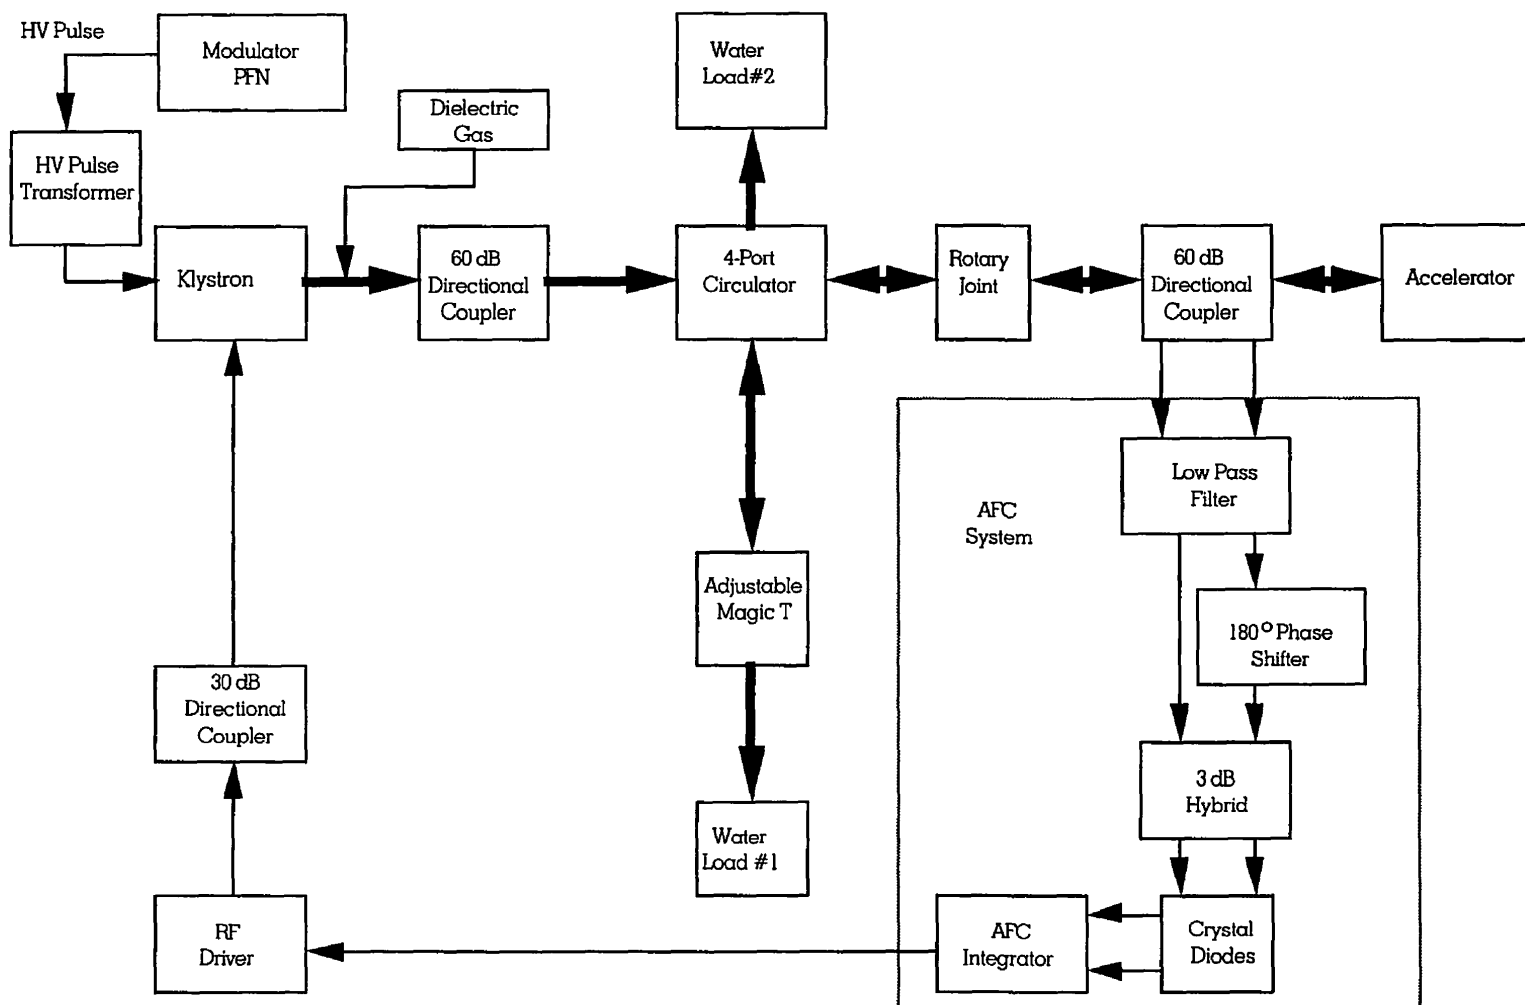 HV Pulse
Modulator
PFN
Water
Load#2
Dielectric
Gas
HV Pulse
Transformer
Klystron
60 dB
Directional
Coupler
4-Port
Circulator
Rotary
Joint
60 dB
Directional
Coupler
Accelerator
Low Pass
Filter
AFC
System
Adjustable
Magic T
180° Phase
Shifter
30 dB
Directional
Coupler
3 dB
Hybrid
Water
Load #1
RF
Driver
AFC
Integrator
Crystal
Diodes